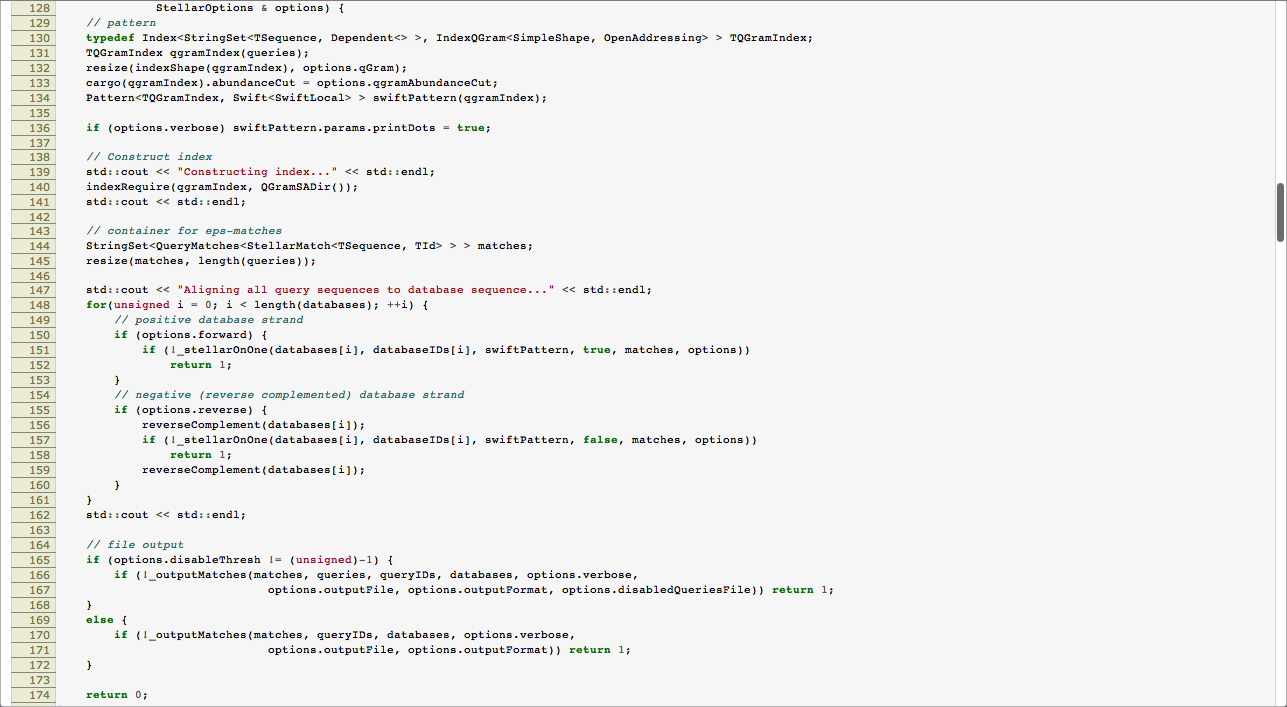 128 StellarOptions & options) {
129 // pattern
130 typedef Index<StringSet<TSequence, Dependent<> >, IndexQGram<SimpleShape, OpenAddressing> > TQGramIndex;
131 TQGramIndex qgramIndex(queries);
132 resize(indexShape(qgramIndex), options.qGram);
133 cargo(qgramIndex).abundanceCut = options.qgramAbundanceCut;
134 Pattern<TQGramIndex, Swift<SwiftLocal> > swiftPattern(qgramIndex);
135
136 if (options.verbose) swiftPattern.params.printDots = true;
137
138 // Construct index
139 std::cout << "Constructing index..." << std::endl;
140 indexRequire(qgramIndex, QGramSADir());
141 std::cout << std::endl;
142
143 // container for eps-matches
144 StringSet<QueryMatches<StellarMatch<TSequence, TId> > > matches;
145 resize(matches, length(queries));
146
147 std::cout << "Aligning all query sequences to database sequence..." << std::endl;
148 for(unsigned i = 0; i < length(databases); ++i) {
149 // positive database strand
150 if (options.forward) {
151 if (!_stellarOnOne(databases[i], databaseIDs[i], swiftPattern, true, matches, options))
152 return 1;
153 }
154 // negative (reverse complemented) database strand
155 if (options.reverse) {
156 reverseComplement(databases[i]);
157 if (!_stellarOnOne(databases[i], databaseIDs[i], swiftPattern, false, matches, options))
158 return 1;
159 reverseComplement(databases[i]);
160 }
161 }
162 std::cout << std::endl;
163
164 // file output
165 if (options.disableThresh != (unsigned)-1) {
166 if (!_outputMatches(matches, queries, queryIDs, databases, options.verbose,
167 options.outputFile, options.outputFormat, options.disabledQueriesFile)) return 1;
168 }
169 else {
170 if (!_outputMatches(matches, queryIDs, databases, options.verbose,
171 options.outputFile, options.outputFormat)) return 1;
172 }
173
174 return 0;